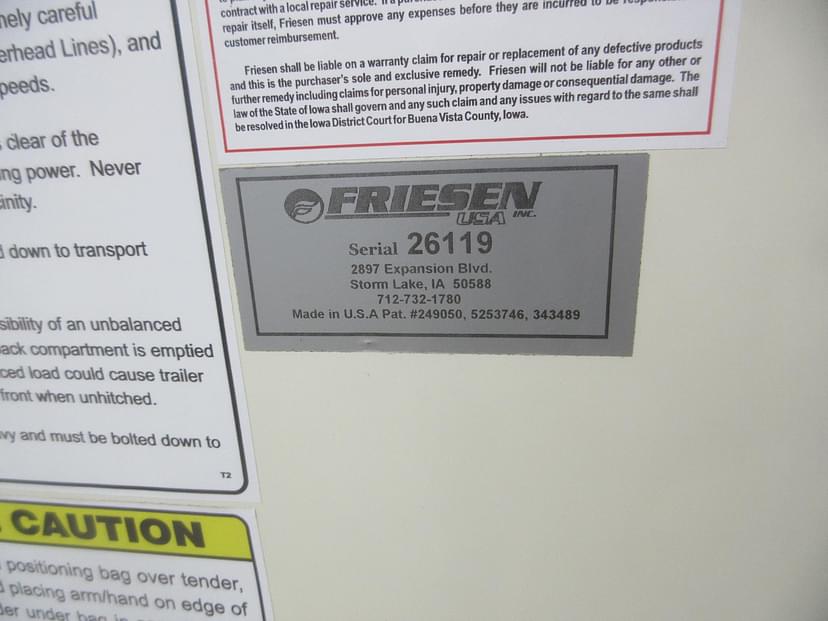 nely careful
erhead Lines), and
peeds.
clear of the
ng power. Never
inity.
down to transport
sibility of an unbalanced
ack compartment is emptied
ced load could cause trailer
front when unhitched.
vy and must be bolted down to
T2
CAUTION
positioning bag over tender,
placing arm/hand on edge of
der under bag in
contract with a local repair service. If a
repair itself, Friesen must approve any expenses before they are incurred to be
customer reimbursement.
Friesen shall be liable on a warranty claim for repair or replacement of any defective products
and this is the purchaser's sole and exclusive remedy. Friesen will not be liable for any other or
further remedy including claims for personal injury, property damage or consequential damage. The
law of the State of Iowa shall govern and any such claim and any issues with regard to the same shall
be resolved in the Iowa District Court for Buena Vista County, Iowa.
FRIESEN
USA INC.
Serial 26119
2897 Expansion Blvd.
Storm Lake, IA 50588
712-732-1780
Made in U.S.A Pat. #249050, 5253746, 343489